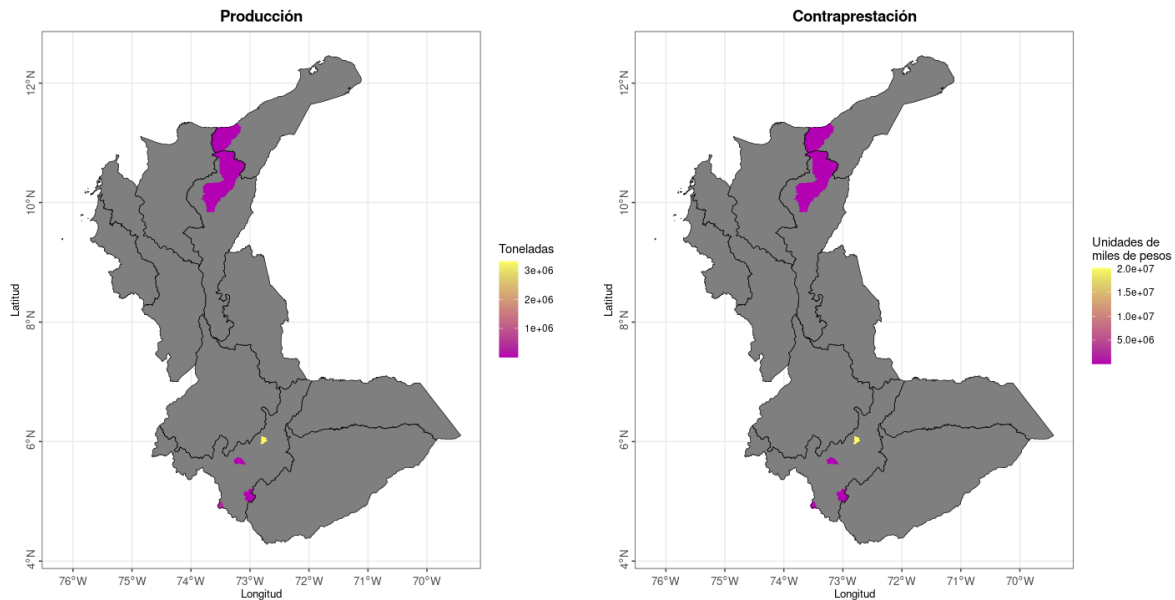 Producción
12°N
10°N
8°N
6°N
4°N
Latitud
76°W 75°W 74°W 73°W 72°W 71°W 70°W
Longitud
Toneladas
3e+06
2e+06
1e+06
Contraprestación
12°N
10°N
8°N
6°N
4°N
Latitud
76°W 75°W 74°W 73°W 72°W 71°W 70°W
Longitud
Unidades de
miles de pesos
2.0e+07
1.5e+07
1.0e+07
5.0e+06